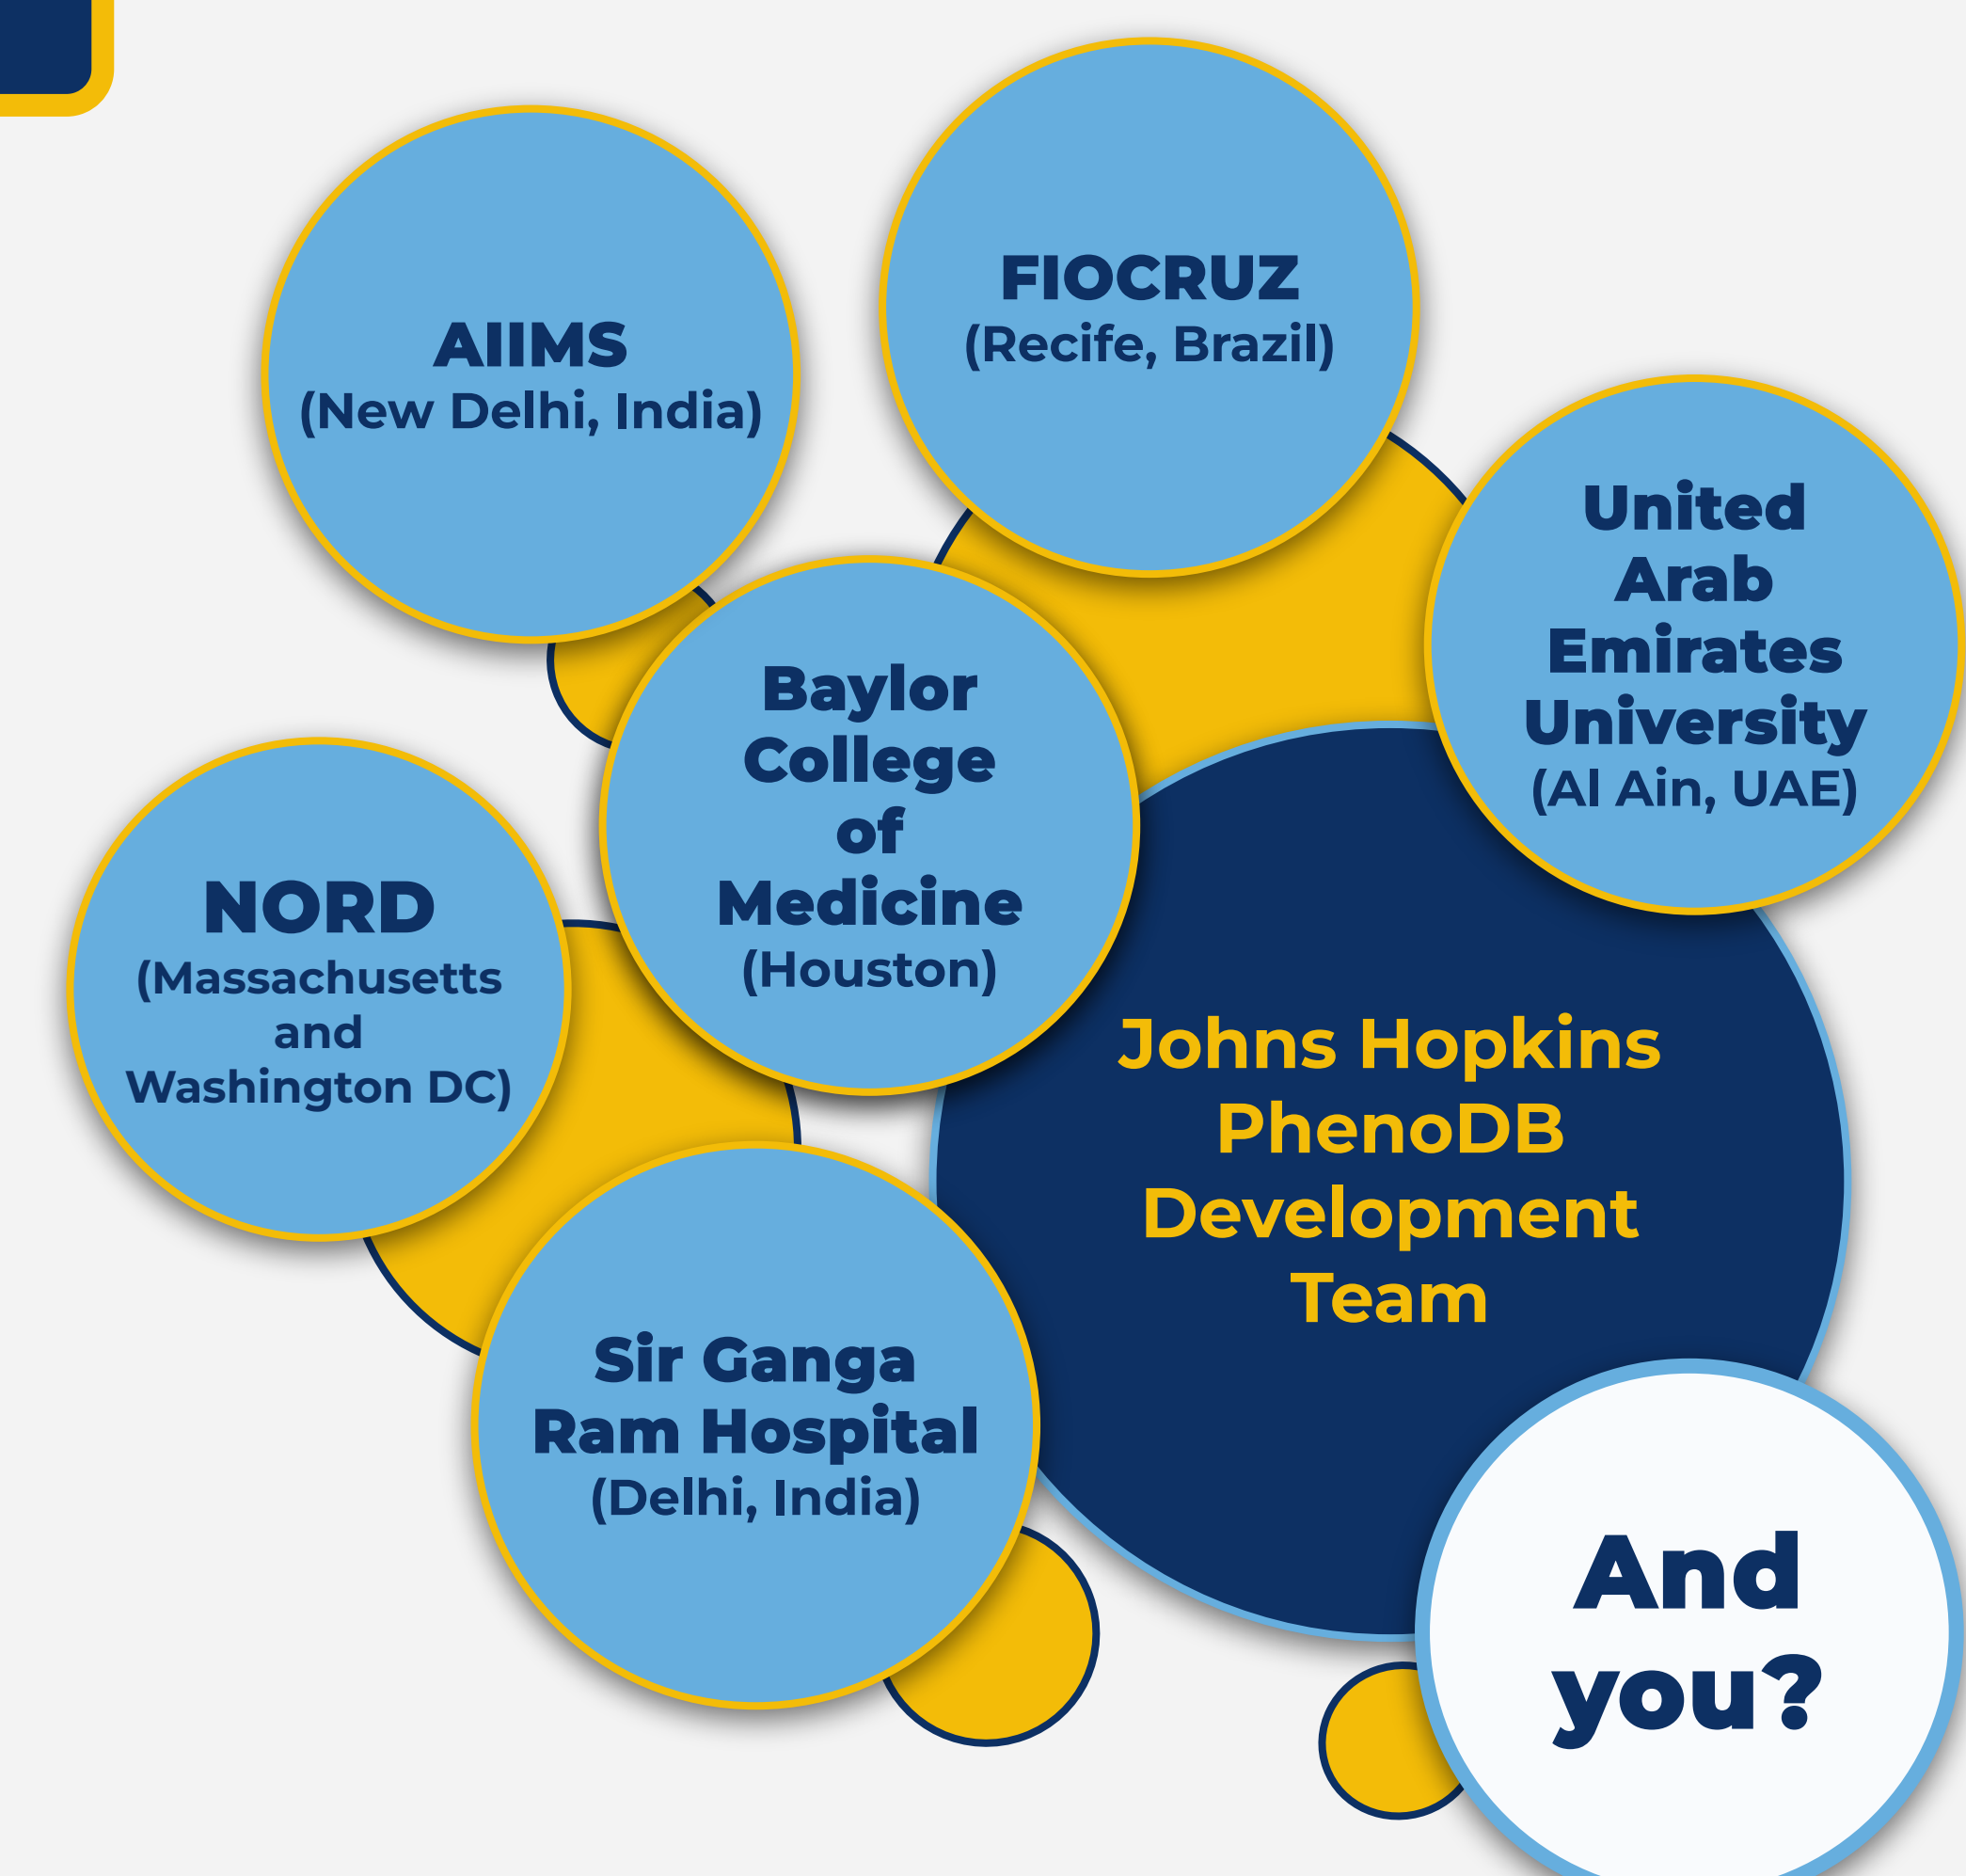 AIIMS
(New Delhi, India)
FIOCRUZ
(Recife, Brazil)
United
Arab
Emirates
University
(Al Ain, UAE)
Baylor
College
of
Medicine
(Houston)
NORD
(Massachusetts
and
Washington DC)
Johns Hopkins
PhenoDB
Development
Team
Sir Ganga
Ram Hospital
(Delhi, India)
And
you?